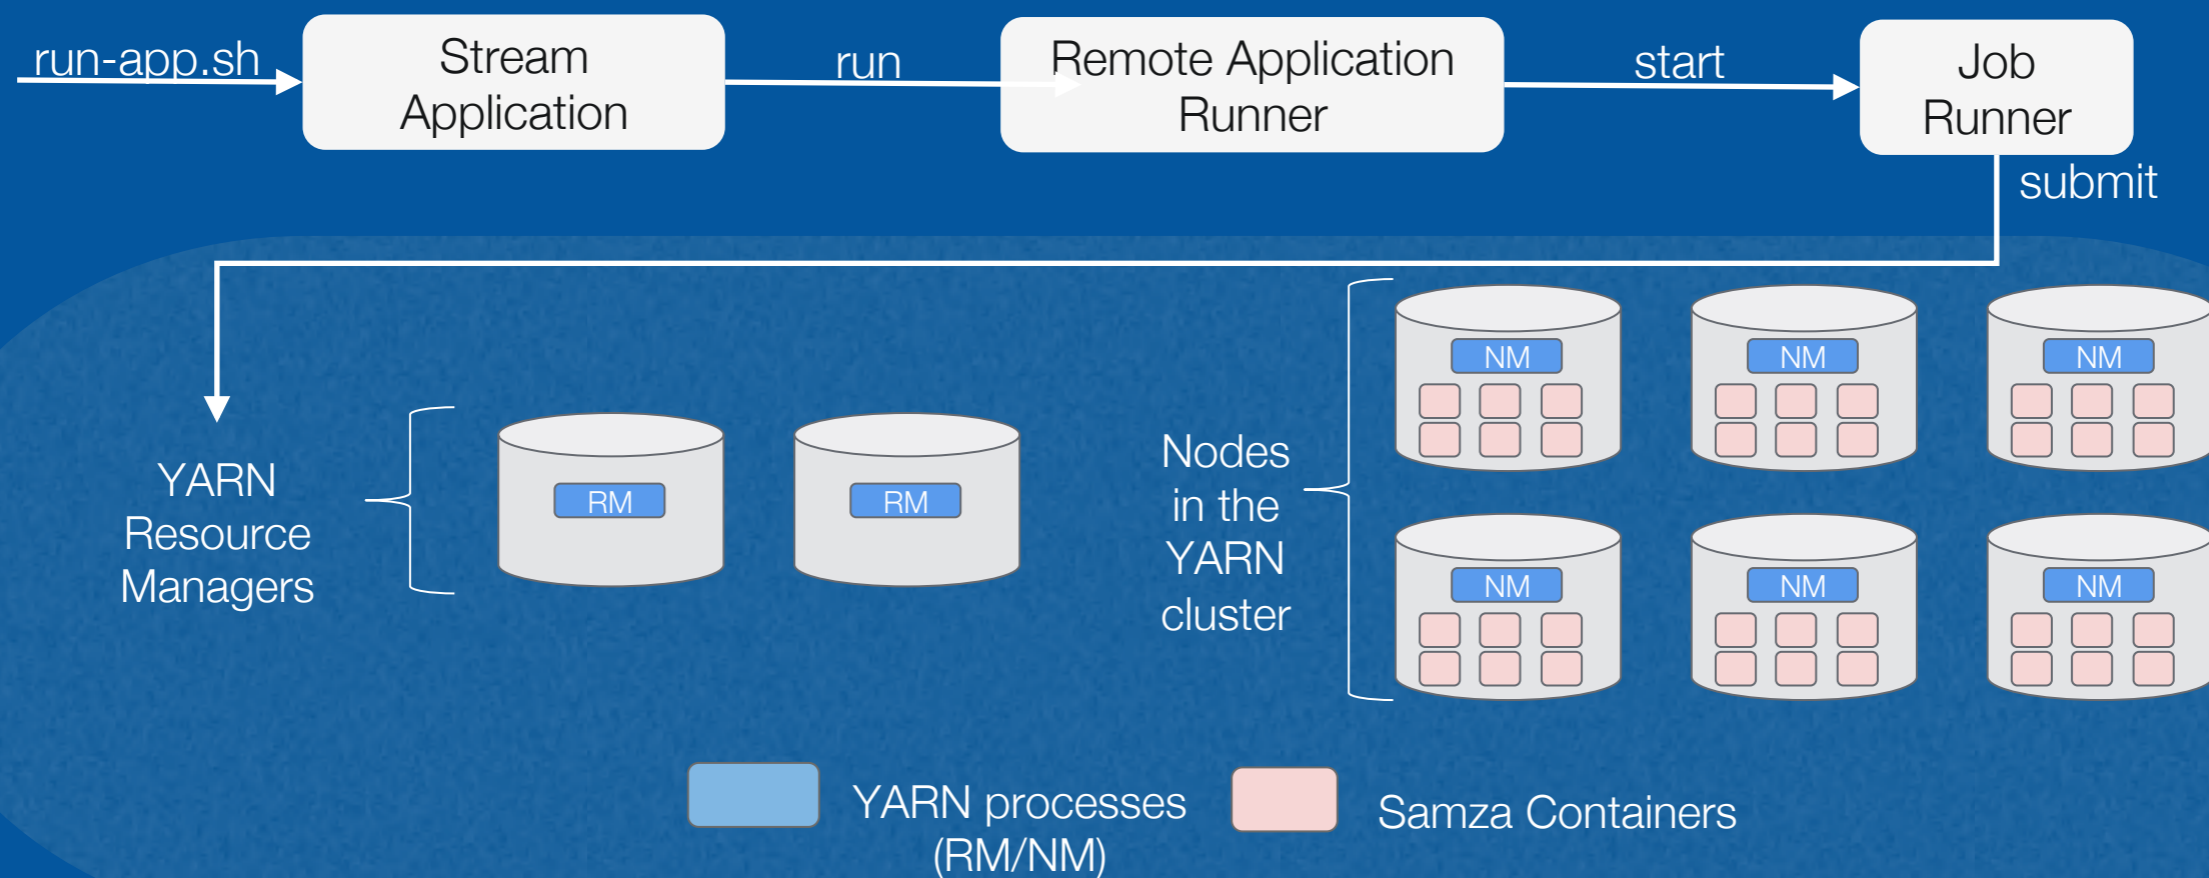 run-app.sh
Stream
Application
run
Remote Application
Runner
start
Job
Runner
submit
YARN
Resource
Managers
RM
RM
Nodes
in the
YARN
cluster
NM
NM
NM
NM
NM
NM
YARN processes
(RM/NM)
Samza Containers